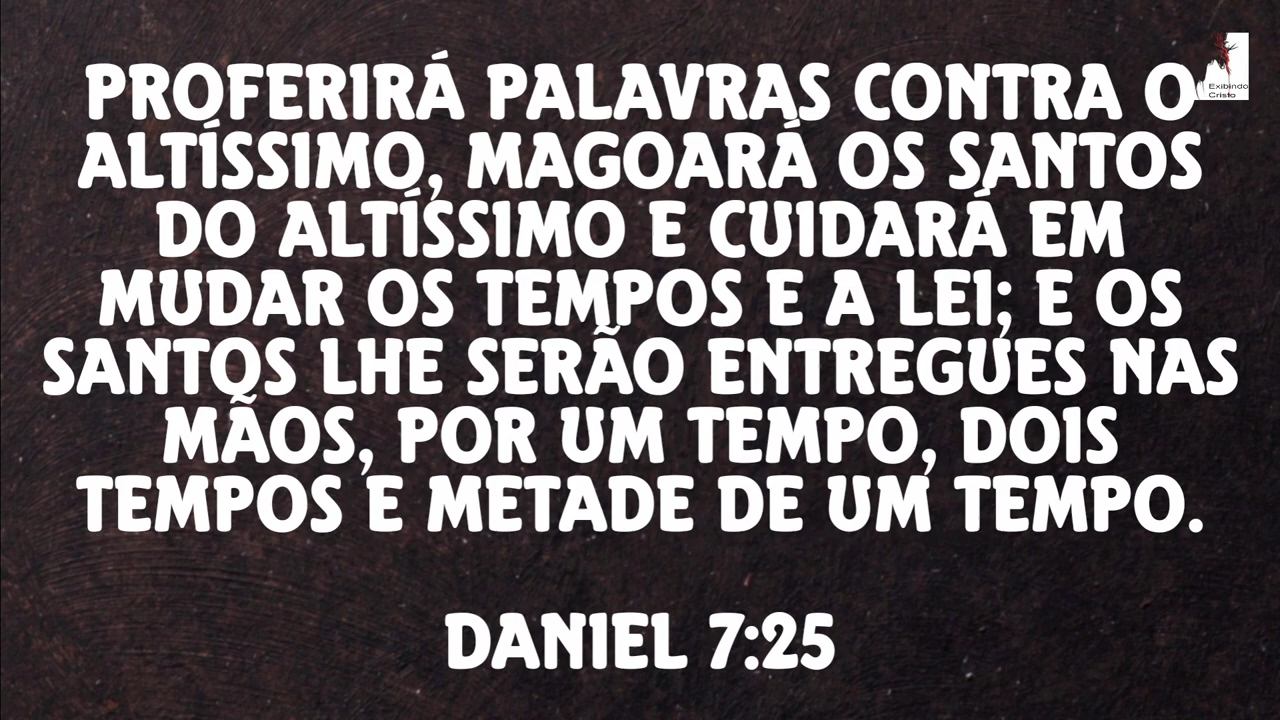 PROFERIRÁ PALAVRAS CONTRA O
ALTÍSSIMO, MAGOARÁ OS SANTOS
DO ALTÍSSIMO E CUIDARÁ EM
MUDAR OS TEMPOS E A LEI; E OS
SANTOS LHE SERÃO ENTREGUES NAS
MÃOS, POR UM TEMPO, DOIS
TEMPOS E METADE DE UM TEMPO.
DANIEL 7:25
Exibindo
Cristo